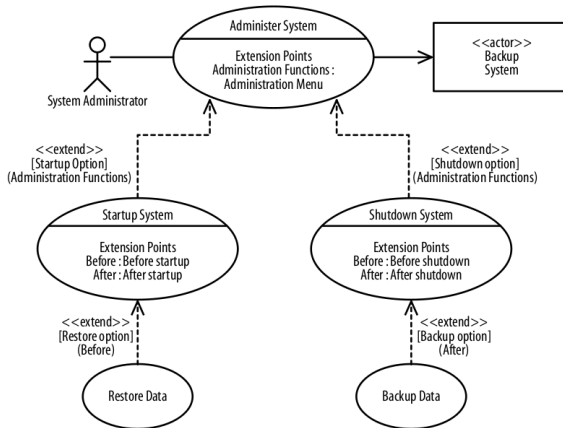 Administer System
Extension Points
Administration Functions :
Administration Menu
<<actor>>
Backup
System
System Administrator
<<extend>>
[Startup Option]
(Administration Functions)
<<extend>>
[Shutdown option]
(Administration Functions)
Startup System
Extension Points
Before : Before startup
After : After startup
Shutdown System
Extension Points
Before : Before shutdown
After : After shutdown
<<extend>>
[Restore option]
(Before)
<<extend>>
[Backup option]
(After)
Restore Data
Backup Data